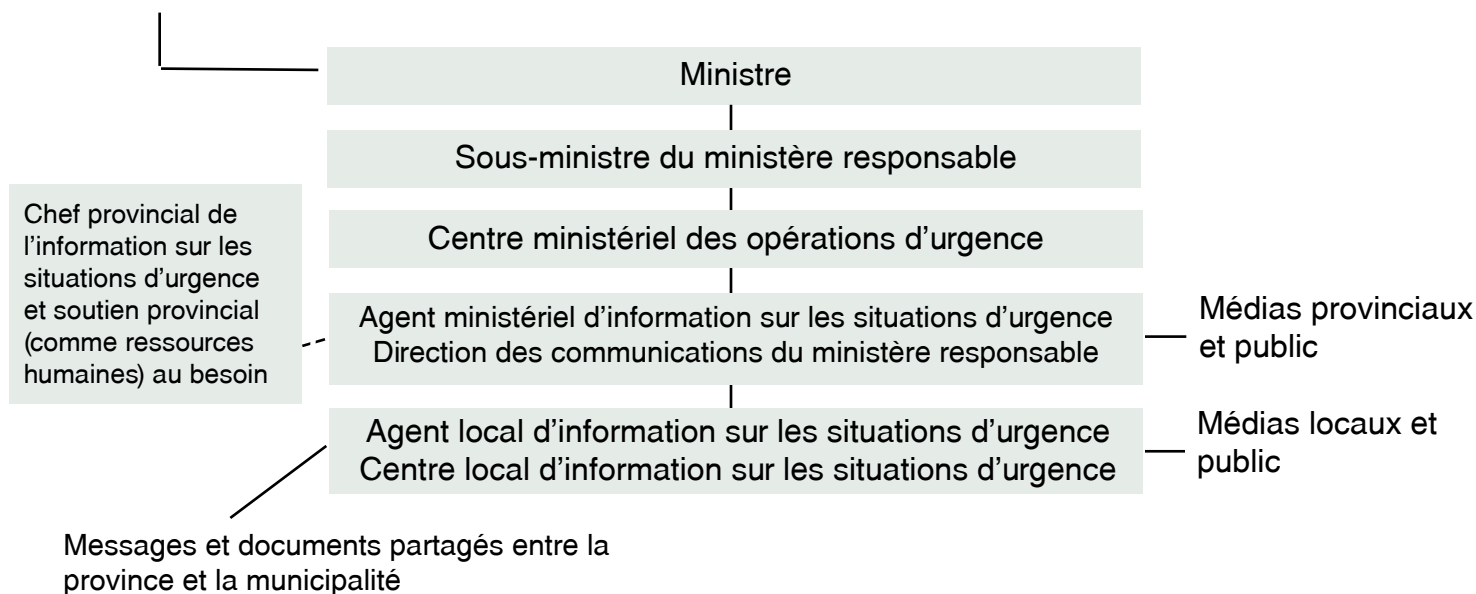 Ministre
Sous-ministre du ministère responsable
Centre ministériel des opérations d’urgence
Chef provincial de
l’information sur les
situations d’urgence
et soutien provincial
(comme ressources
humaines) au besoin
Agent ministériel d’information sur les situations d’urgence
Direction des communications du ministère responsable
Médias provinciaux
et public
Agent local d’information sur les situations d’urgence
Centre local d’information sur les situations d’urgence
Médias locaux et
public
Messages et documents partagés entre la
province et la municipalité